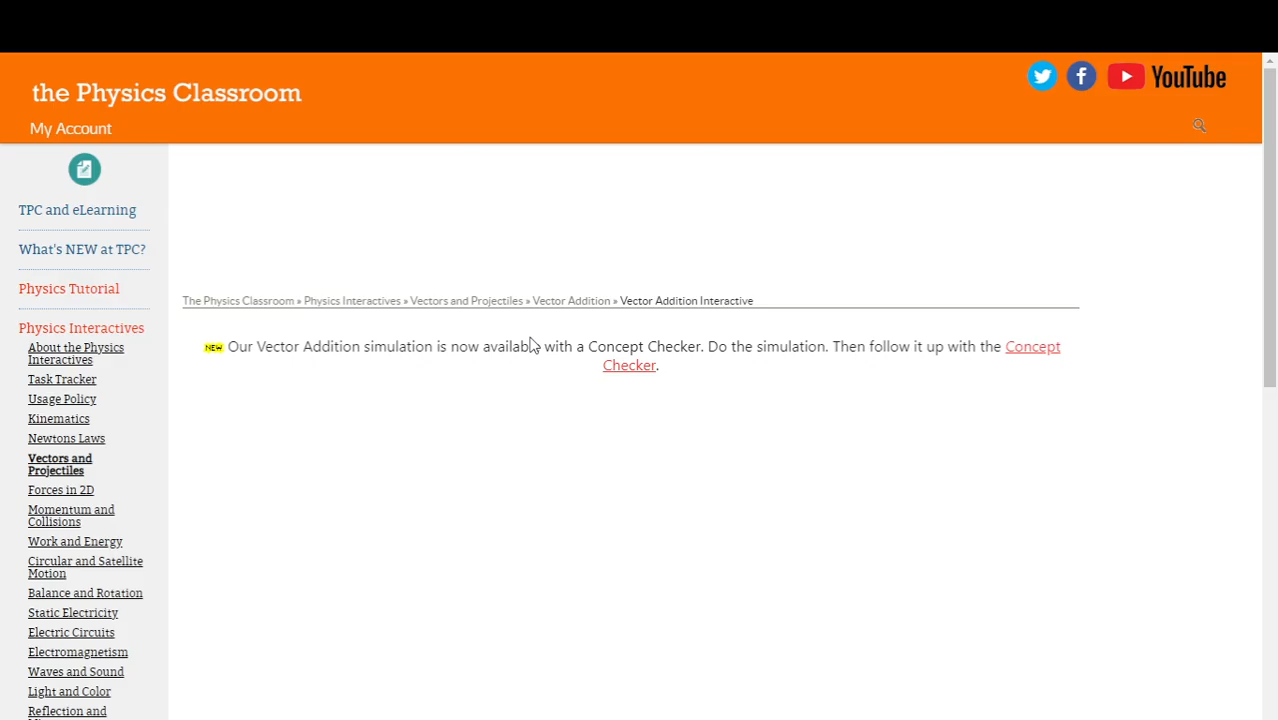 the Physics Classroom
YouTube
My Account
TPC and eLearning
What's NEW at TPC?
Physics Tutorial
Physics Interactives
About the Physics
Interactives
Task Tracker
Usage Policy
Kinematics
Newtons Laws
Vectors and
Projectiles
Forces in 2D
Momentum and
Collisions
Work and Energy
Circular and Satellite
Motion
Balance and Rotation
Static Electricity
Electric Circuits
Electromagnetism
Waves and Sound
Light and Color
Reflection and
The Physics Classroom » Physics Interactives » Vectors and Projectiles » Vector Addition » Vector Addition Interactive
NEW Our Vector Addition simulation is now available with a Concept Checker. Do the simulation. Then follow it up with the Concept
Checker.